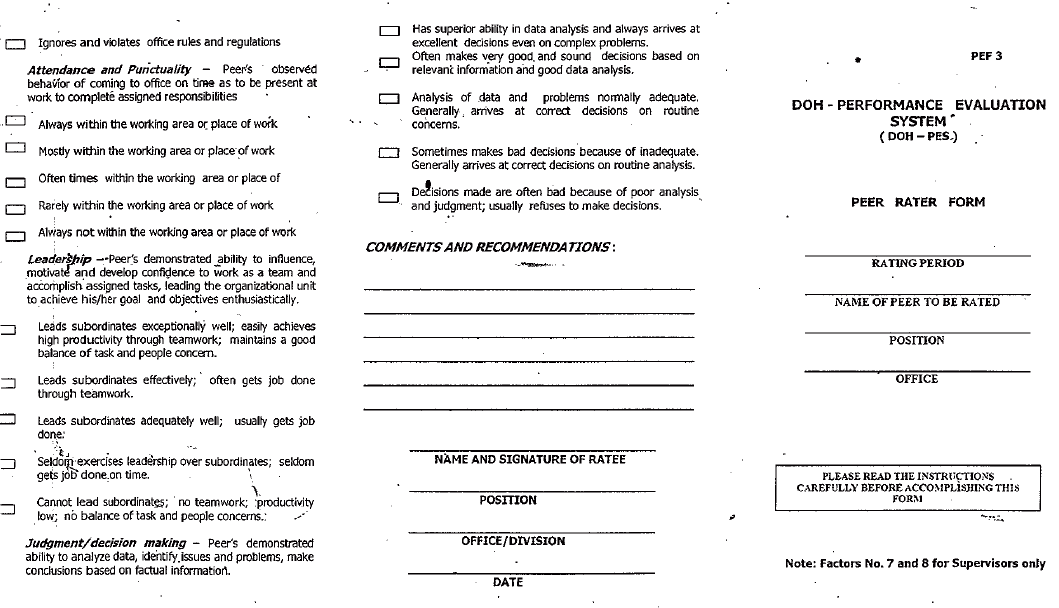 Ignores and violates office rules and regulations
Attendance and Punctuality – Peer's observed
behavior of coming to office on time as to be present at
work to complete assigned responsibilities
Always within the working area or place of work
Mostly within the working area or place of work
Often times within the working area or place of
Rarely within the working area or place of work
Always not within the working area or place of work
Leadership – Peer's demonstrated ability to influence,
motivate and develop confidence to work as a team and
accomplish assigned tasks, leading the organizational unit
to achieve his/her goal and objectives enthusiastically.
Leads subordinates exceptionally well; easily achieves
high productivity through teamwork; maintains a good
balance of task and people concern.
Leads subordinates effectively; often gets job done
through teamwork.
Leads subordinates adequately well; usually gets job
done.
Seldom exercises leadership over subordinates; seldom
gets job done on time.
Cannot lead subordinates; no teamwork; productivity
low; no balance of task and people concerns.
Judgment/decision making – Peer's demonstrated
ability to analyze data, identify issues and problems, make
conclusions based on factual information.
Has superior ability in data analysis and always arrives at
excellent decisions even on complex problems.
Often makes very good and sound decisions based on
relevant information and good data analysis.
Analysis of data and problems normally adequate.
Generally arrives at correct decisions on routine
concerns.
Sometimes makes bad decisions because of inadequate.
Generally arrives at correct decisions on routine analysis.
Decisions made are often bad because of poor analysis
and judgment; usually refuses to make decisions.
COMMENTS AND RECOMMENDATIONS:
NAME AND SIGNATURE OF RATEE
POSITION
OFFICE/DIVISION
DATE
PEF 3
DOH - PERFORMANCE EVALUATION
SYSTEM
( DOH – PES.)
PEER RATER FORM
RATING PERIOD
NAME OF PEER TO BE RATED
POSITION
OFFICE
PLEASE READ THE INSTRUCTIONS
CAREFULLY BEFORE ACCOMPLISHING THIS
FORM
Note: Factors No. 7 and 8 for Supervisors only